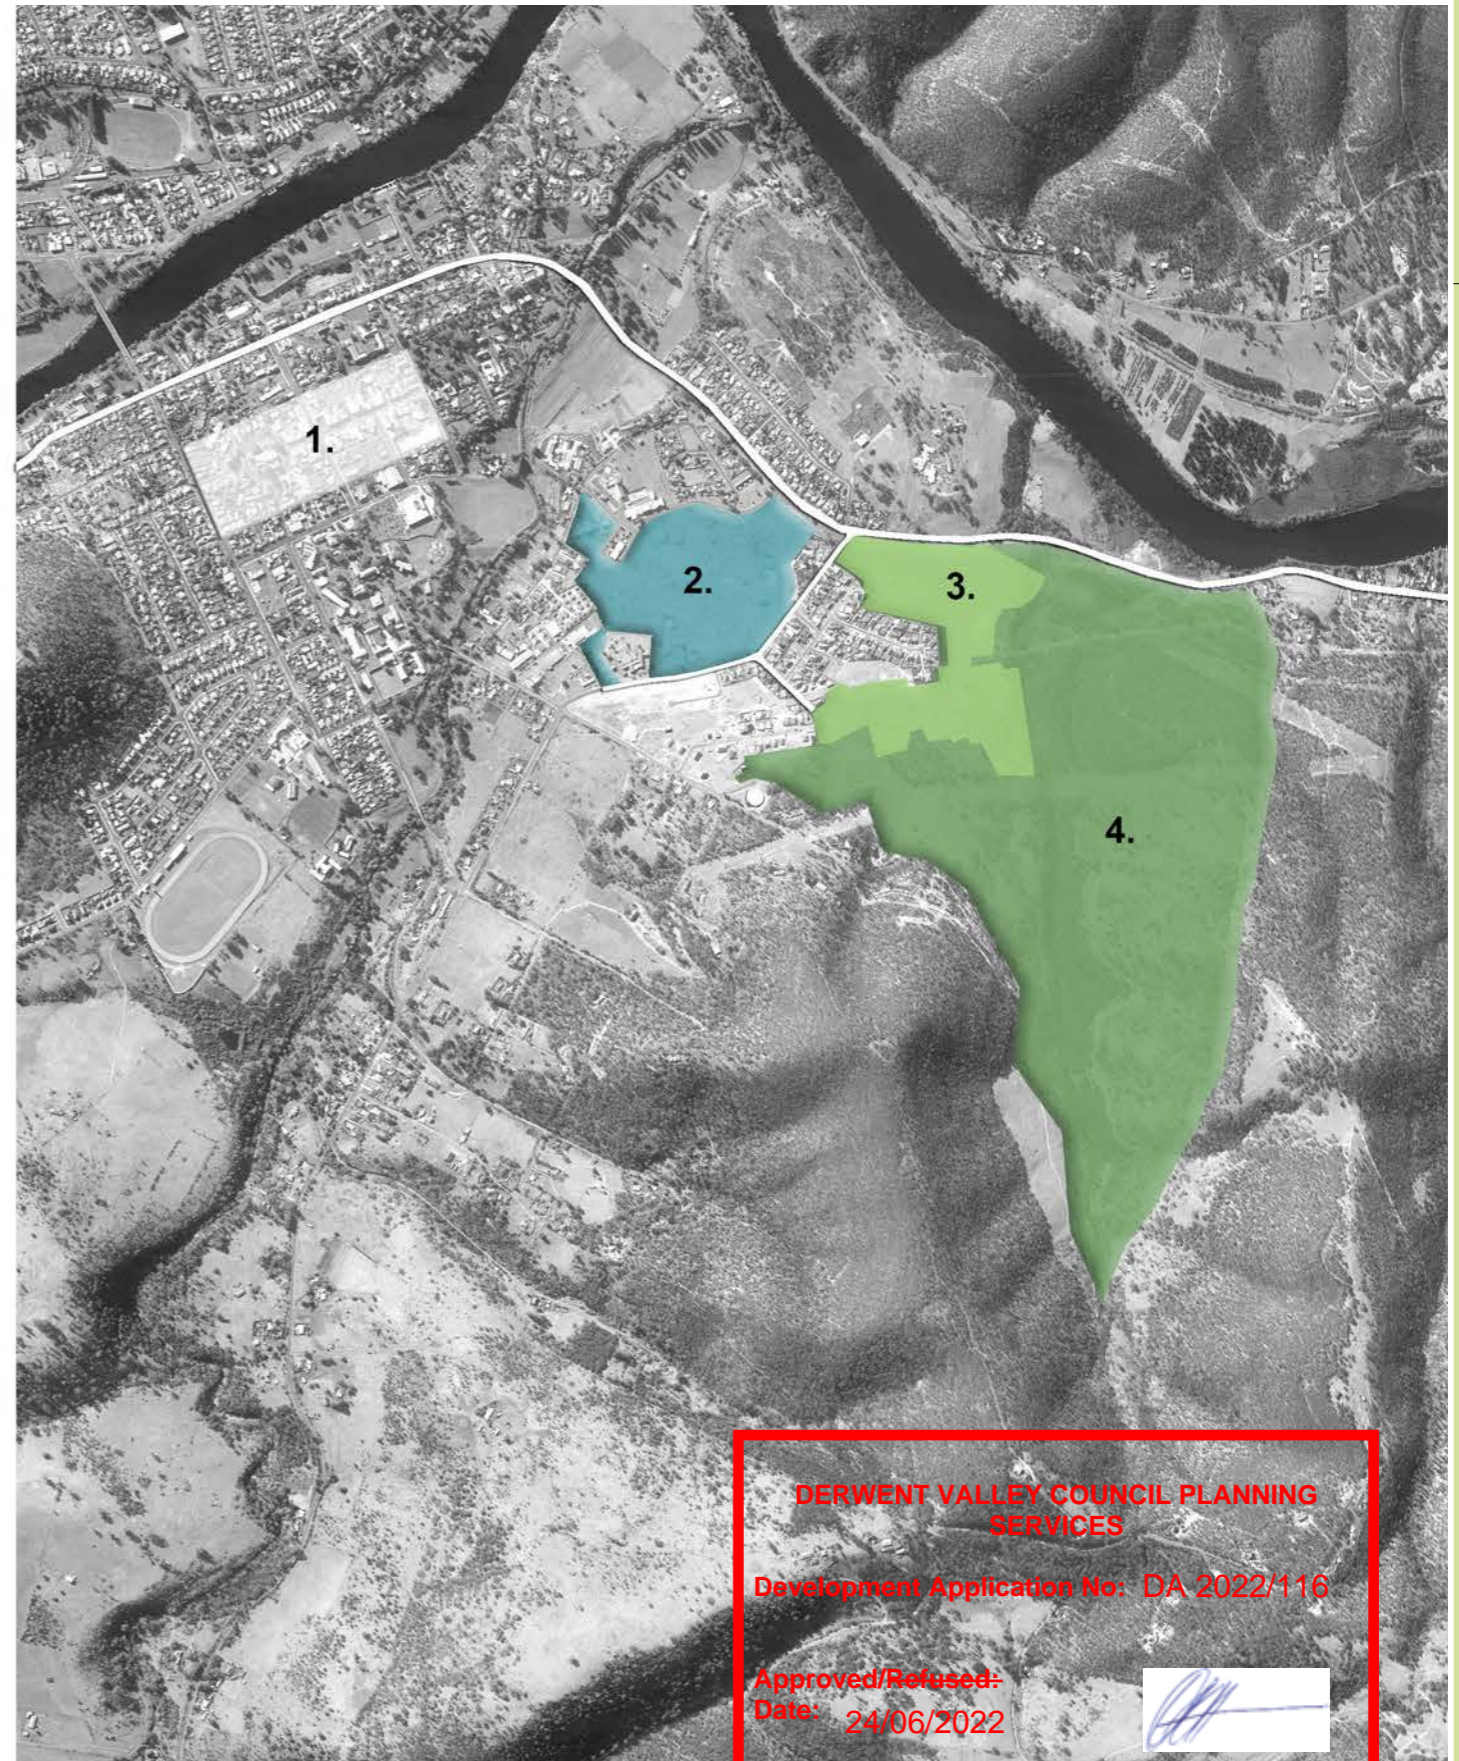 1.
2.
3.
4.
DERWENT VALLEY COUNCIL PLANNING
SERVICES
Development Application No: DA 2022/116
Approved/Refused:
Date: 24/06/2022